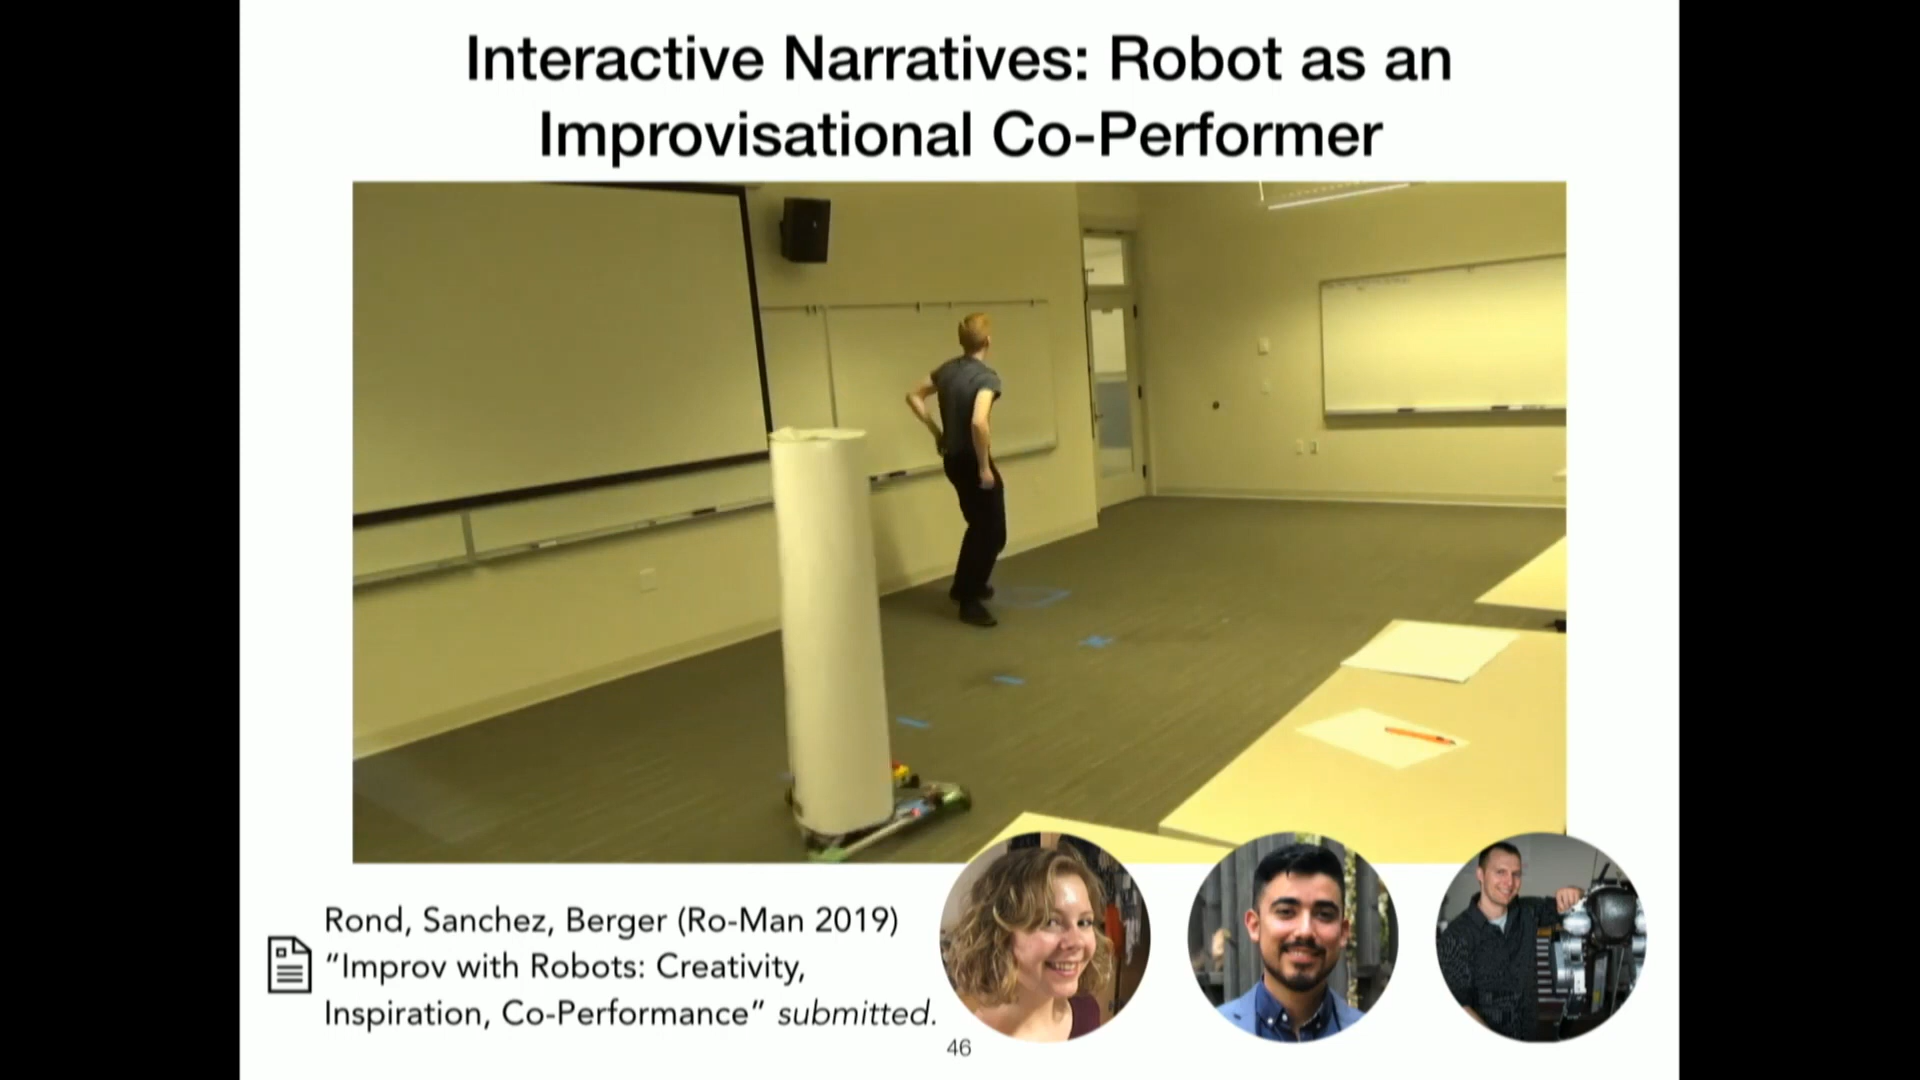 Interactive Narratives: Robot as an
Improvisational Co-Performer
Rond, Sanchez, Berger (Ro-Man 2019)
“Improv with Robots: Creativity,
Inspiration, Co-Performance” submitted.
46